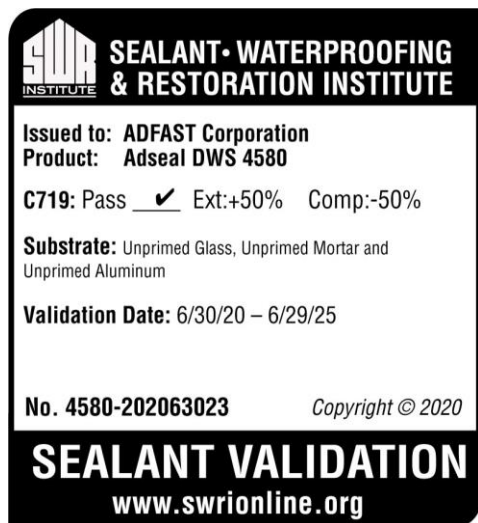 SWR
INSTITUTE
SEALANT • WATERPROOFING
& RESTORATION INSTITUTE
Issued to: ADFAST Corporation
Product: Adseal DWS 4580
C719: Pass ✔ Ext:+50% Comp:-50%
Substrate: Unprimed Glass, Unprimed Mortar and
Unprimed Aluminum
Validation Date: 6/30/20 – 6/29/25
No. 4580-202063023 Copyright © 2020
SEALANT VALIDATION
www.swrionline.org